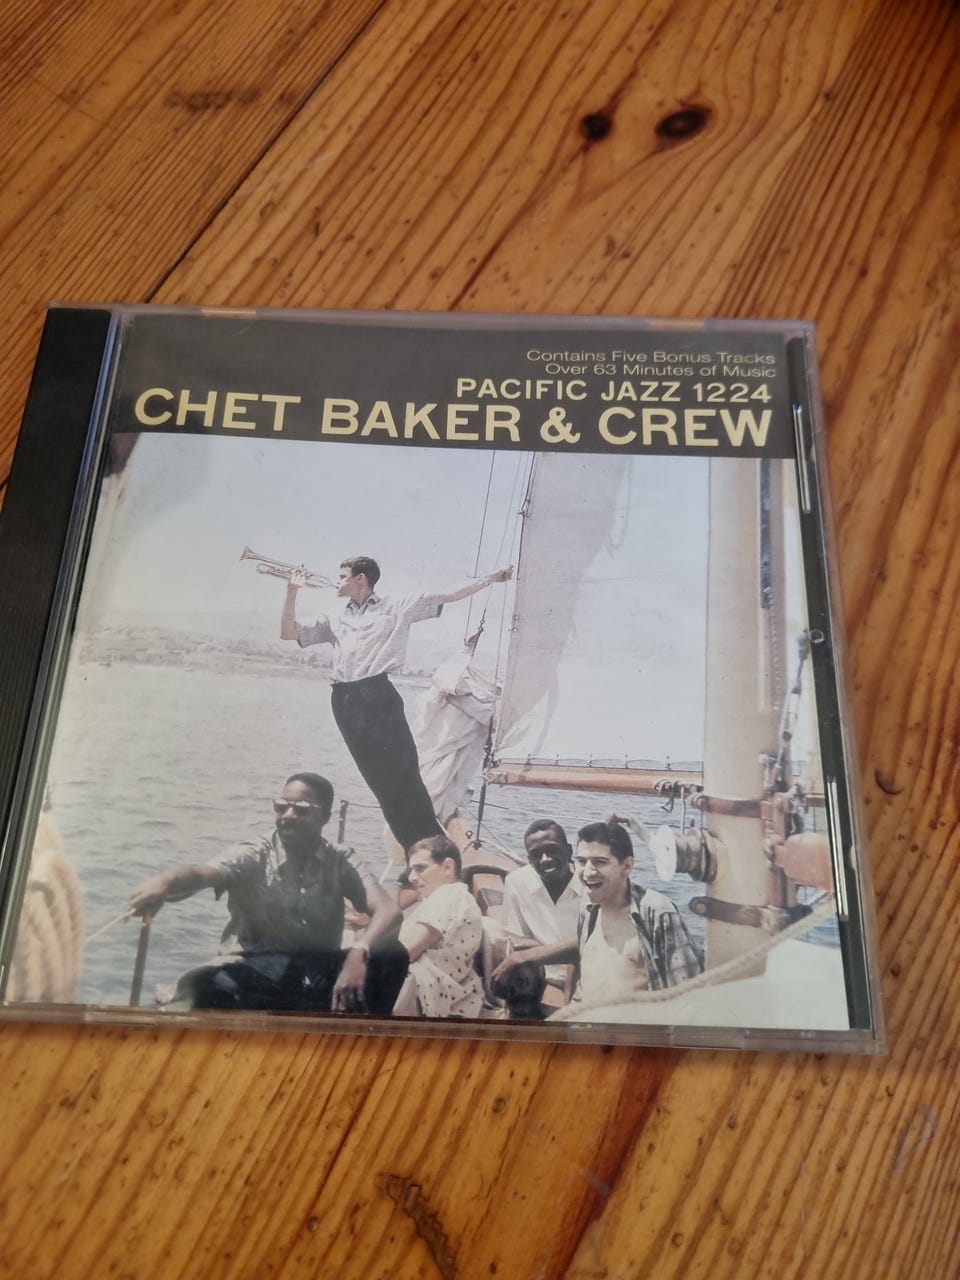 Contains Five Bonus Tracks
Over 63 Minutes of Music
PACIFIC JAZZ 1224
CHET BAKER & CREW